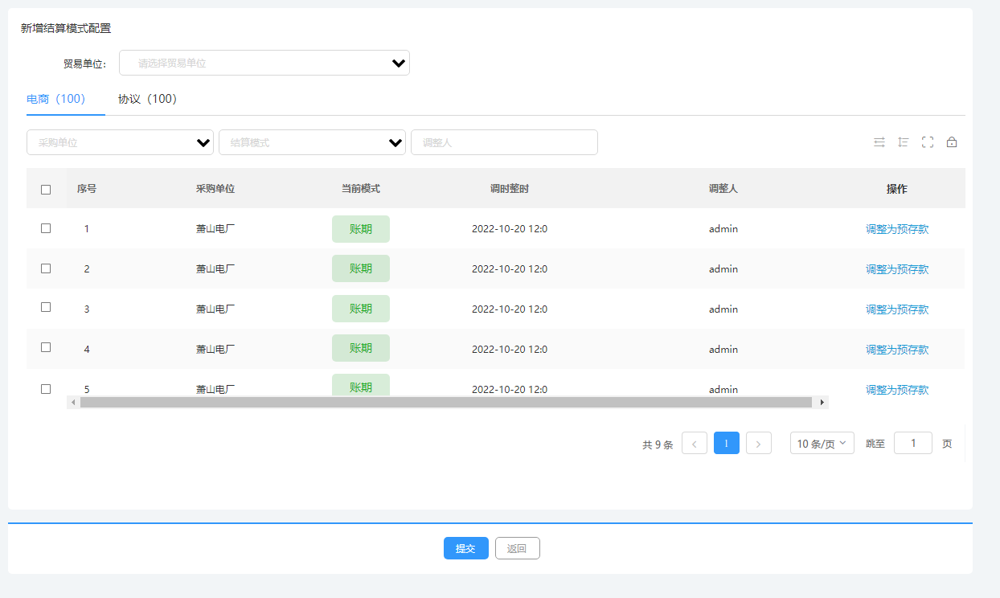 新增结算模式配置
贸易单位: 请选择贸易单位
电商（100） 协议（100）
采购单位 结算模式 调整人
序号 采购单位 当前模式 调时整时 调整人 操作
1 萧山电厂 账期 2022-10-20 12:0 admin 调整为预存款
2 萧山电厂 账期 2022-10-20 12:0 admin 调整为预存款
3 萧山电厂 账期 2022-10-20 12:0 admin 调整为预存款
4 萧山电厂 账期 2022-10-20 12:0 admin 调整为预存款
5 萧山电厂 账期 2022-10-20 12:0 admin 调整为预存款
共 9 条 1 10 条/页 跳至 1 页
提交 返回